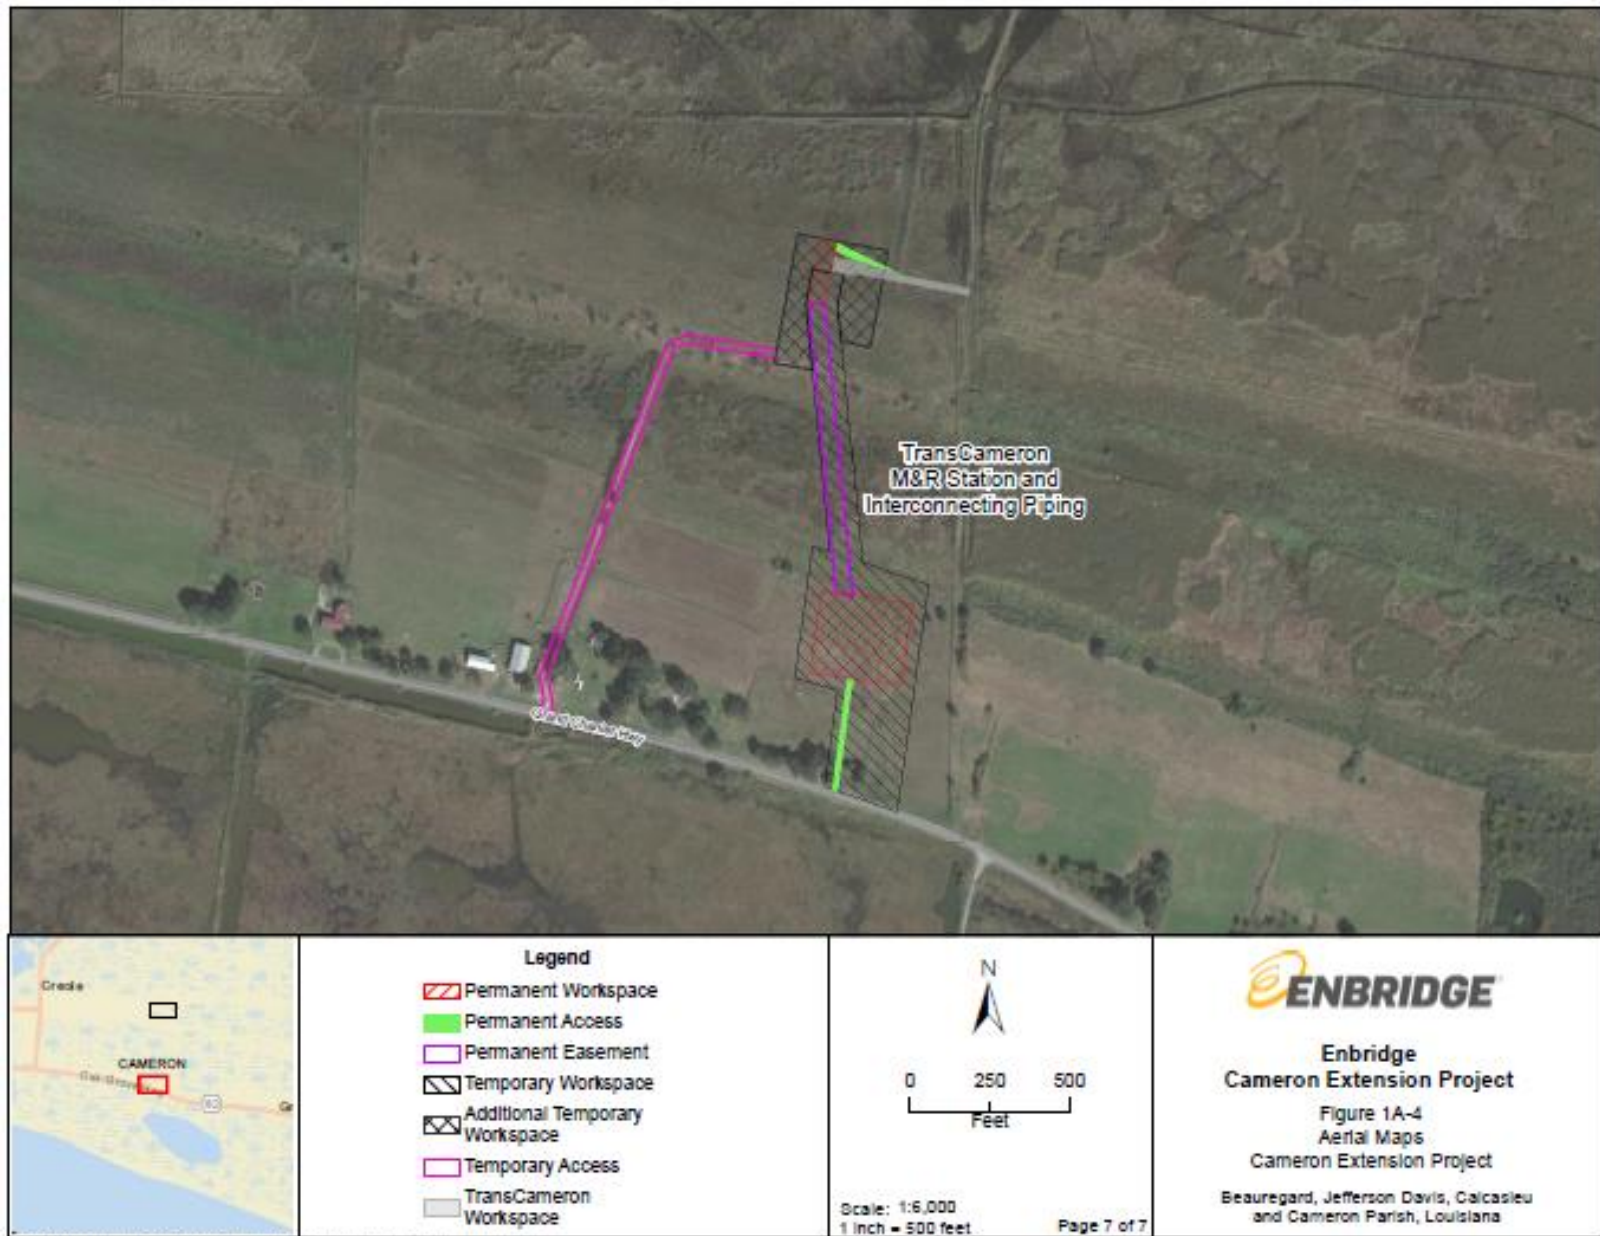 TransCameron
M&R Station and
Interconnecting Piping
Creole
CAMERON
82
Legend
Permanent Workspace
Permanent Access
Permanent Easement
Temporary Workspace
Additional Temporary
Workspace
Temporary Access
TransCameron
Workspace
N
0 250 500
Feet
Scale: 1:6,000
1 inch = 500 feet
Page 7 of 7
ENBRIDGE
Enbridge
Cameron Extension Project
Figure 1A-4
Aerial Maps
Cameron Extension Project
Beauregard, Jefferson Davis, Calcasieu
and Cameron Parish, Louisiana